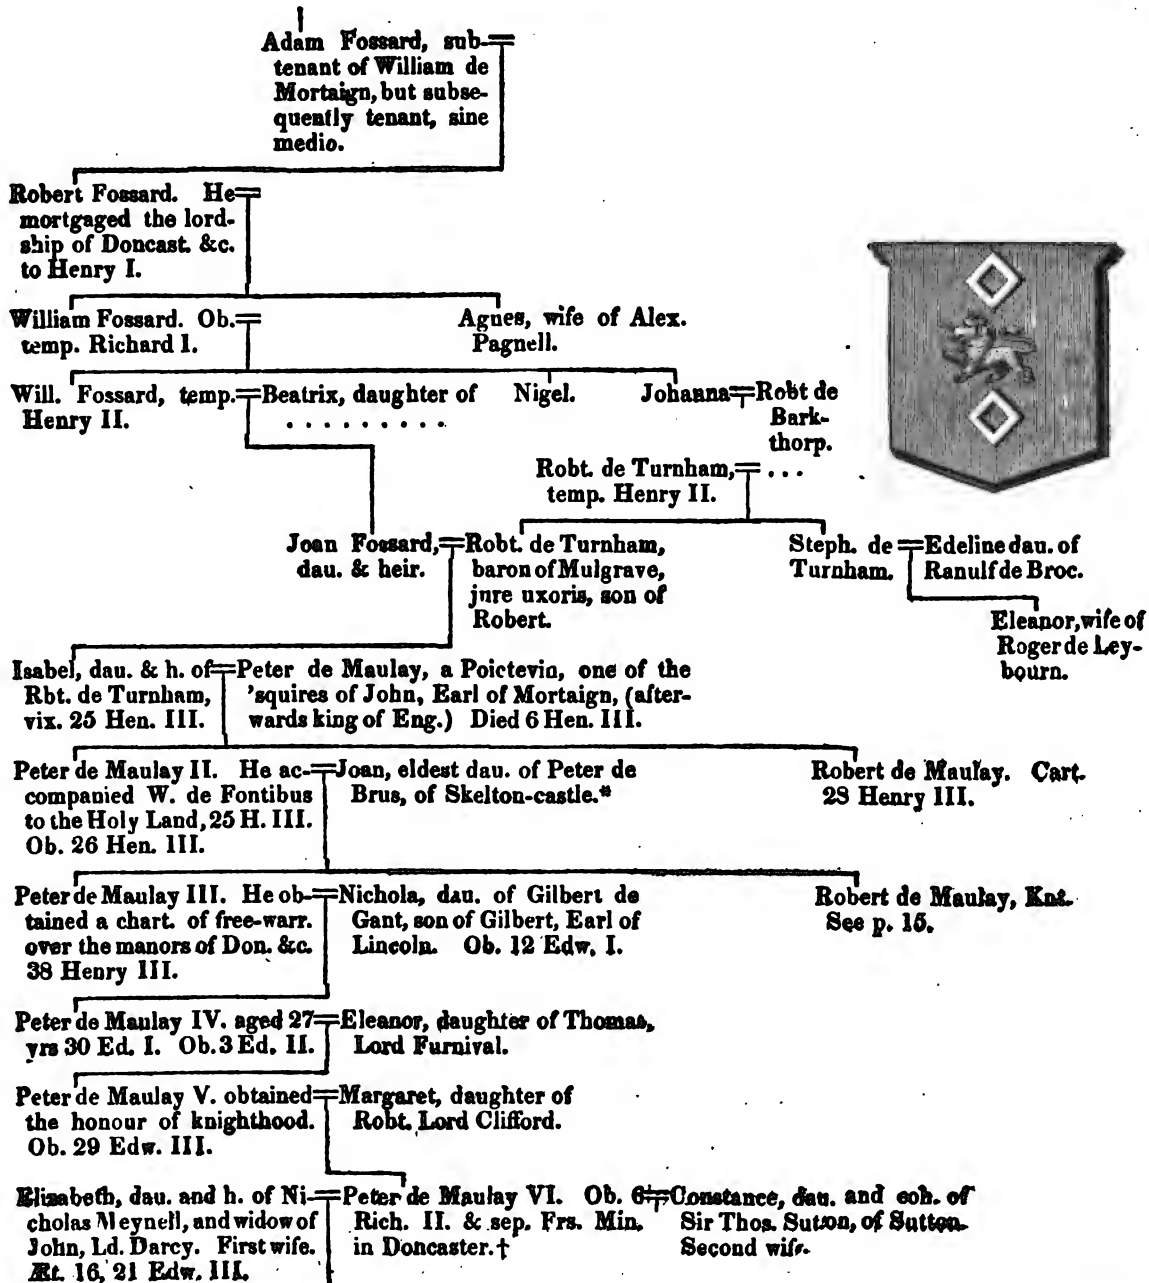 Adam Fossard, sub-
tenant of William de
Mortaign, but subse-
quently tenant, sine
medio.
Robert Fossard. He
mortgaged the lord-
ship of Doncast. &c.
to Henry I.
William Fossard. Ob.
temp. Richard I.
Agnes, wife of Alex.
Pagnell.
Will. Fossard, temp.
Henry II.
Beatrix, daughter of
. . . . . . . . .
Nigel.
Johanna
Robt de
Bark-
thorp.
Robt. de Turnham,
temp. Henry II.
. . .
Joan Fossard,
dau. & heir.
Robt. de Turnham,
baron of Mulgrave,
jure uxoris, son of
Robert.
Steph. de
Turnham.
Edeline dau. of
Ranulf de Broc.
Eleanor, wife of
Roger de Ley-
bourn.
Isabel, dau. & h. of
Rbt. de Turnham,
vix. 25 Hen. III.
Peter de Maulay, a Poictevin, one of the
'squires of John, Earl of Mortaign, (after-
wards king of Eng.) Died 6 Hen. III.
Peter de Maulay II. He ac-
companied W. de Fontibus
to the Holy Land, 25 H. III.
Ob. 26 Hen. III.
Joan, eldest dau. of Peter de
Brus, of Skelton-castle.*
Robert de Maulay. Cart.
28 Henry III.
Peter de Maulay III. He ob-
tained a chart. of free-warr.
over the manors of Don. &c.
38 Henry III.
Nichola, dau. of Gilbert de
Gant, son of Gilbert, Earl of
Lincoln. Ob. 12 Edw. I.
Robert de Maulay, Knt.
See p. 15.
Peter de Maulay IV. aged 27
yrs 30 Ed. I. Ob. 3 Ed. II.
Eleanor, daughter of Thomas,
Lord Furnival.
Peter de Maulay V. obtained
the honour of knighthood.
Ob. 29 Edw. III.
Margaret, daughter of
Robt. Lord Clifford.
Elizabeth, dau. and h. of Ni-
cholas Meynell, and widow of
John, Ld. Darcy. First wife.
Æt. 16, 21 Edw. III.
Peter de Maulay VI. Ob. 6
Rich. II. & sep. Frs. Min.
in Doncaster.†
Constance, dau. and coh. of
Sir Thos. Sutton, of Sutton.
Second wife.